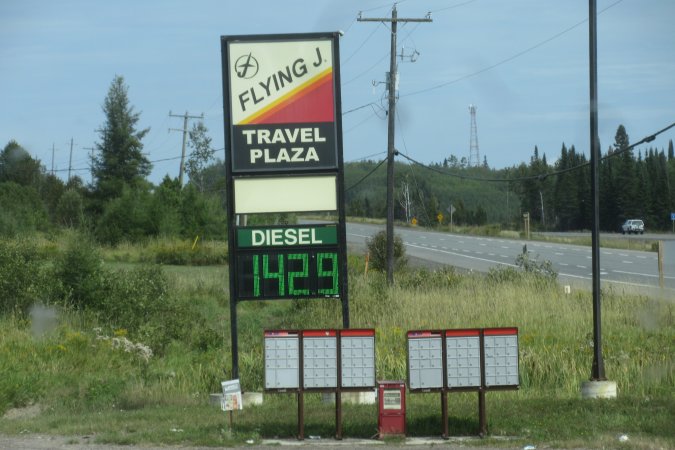 FLYING J.
TRAVEL
PLAZA
DIESEL
142.9